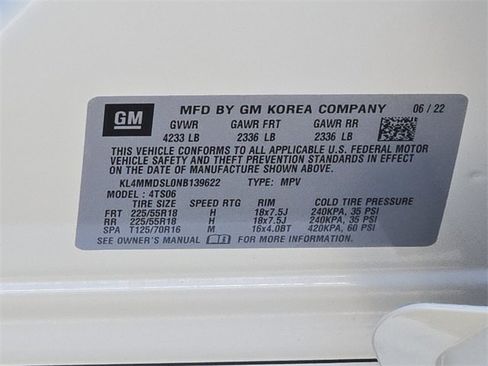 GM MFD BY GM KOREA COMPANY 06 / 22
GVWR GAWR FRT GAWR RR
4233 LB 2336 LB 2336 LB
THIS VEHICLE CONFORMS TO ALL APPLICABLE U.S. FEDERAL MOTOR
VEHICLE SAFETY AND THEFT PREVENTION STANDARDS IN EFFECT ON
THE DATE OF MANUFACTURE SHOWN ABOVE.
KL4MMDSL0NB139622 TYPE: MPV
MODEL : 4TS06
TIRE SIZE SPEED RTG RIM COLD TIRE PRESSURE
FRT 225/55R18 H 18x7.5J 240KPA, 35 PSI
RR 225/55R18 H 18x7.5J 240KPA, 35 PSI
SPA T125/70R16 M 16x4.0BT 420KPA, 60 PSI
SEE OWNER'S MANUAL FOR MORE INFORMATION.